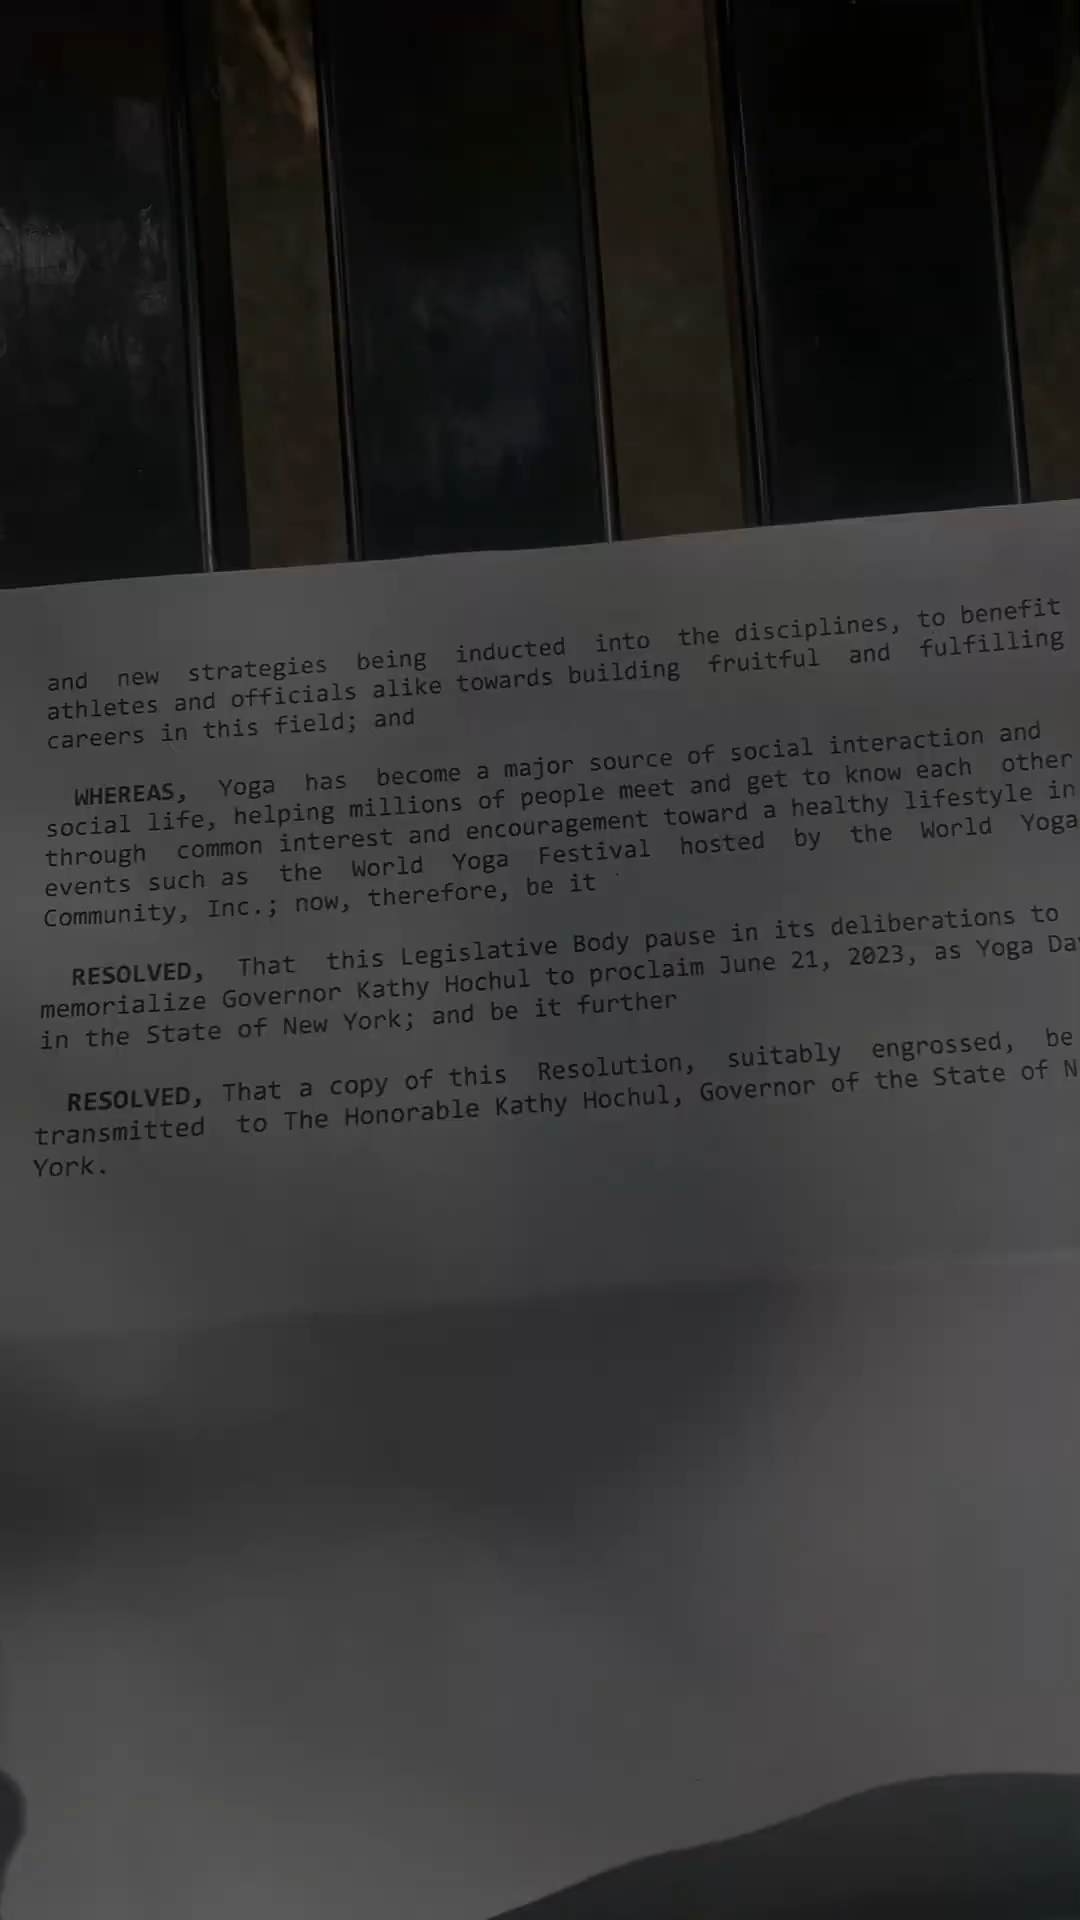 and new strategies being inducted into the disciplines, to benefit
athletes and officials alike towards building fruitful and fulfilling
careers in this field; and
WHEREAS, Yoga has become a major source of social interaction and
social life, helping millions of people meet and get to know each other
through common interest and encouragement toward a healthy lifestyle in
events such as the World Yoga Festival hosted by the World Yoga
Community, Inc.; now, therefore, be it
RESOLVED, That this Legislative Body pause in its deliberations to
memorialize Governor Kathy Hochul to proclaim June 21, 2023, as Yoga Da
in the State of New York; and be it further
RESOLVED, That a copy of this Resolution, suitably engrossed, be
transmitted to The Honorable Kathy Hochul, Governor of the State of N
York.